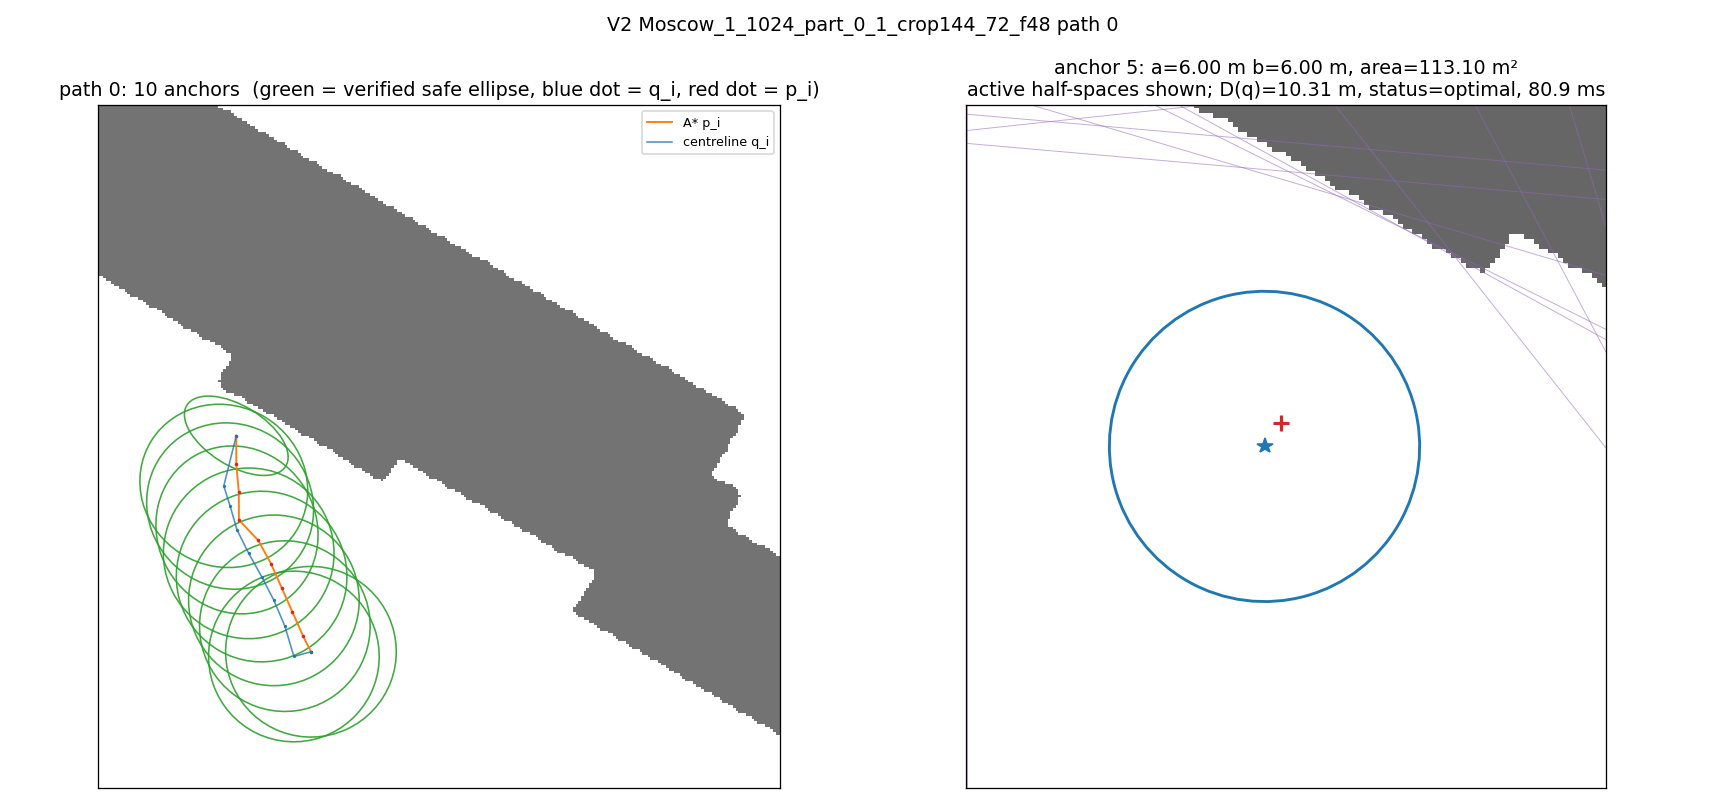 V2 Moscow_1_1024_part_0_1_crop144_72_f48 path 0
path 0: 10 anchors  (green = verified safe ellipse, blue dot = q_i, red dot = p_i)
A* p_i
centreline q_i
anchor 5: a=6.00 m b=6.00 m, area=113.10 m²
active half-spaces shown; D(q)=10.31 m, status=optimal, 80.9 ms